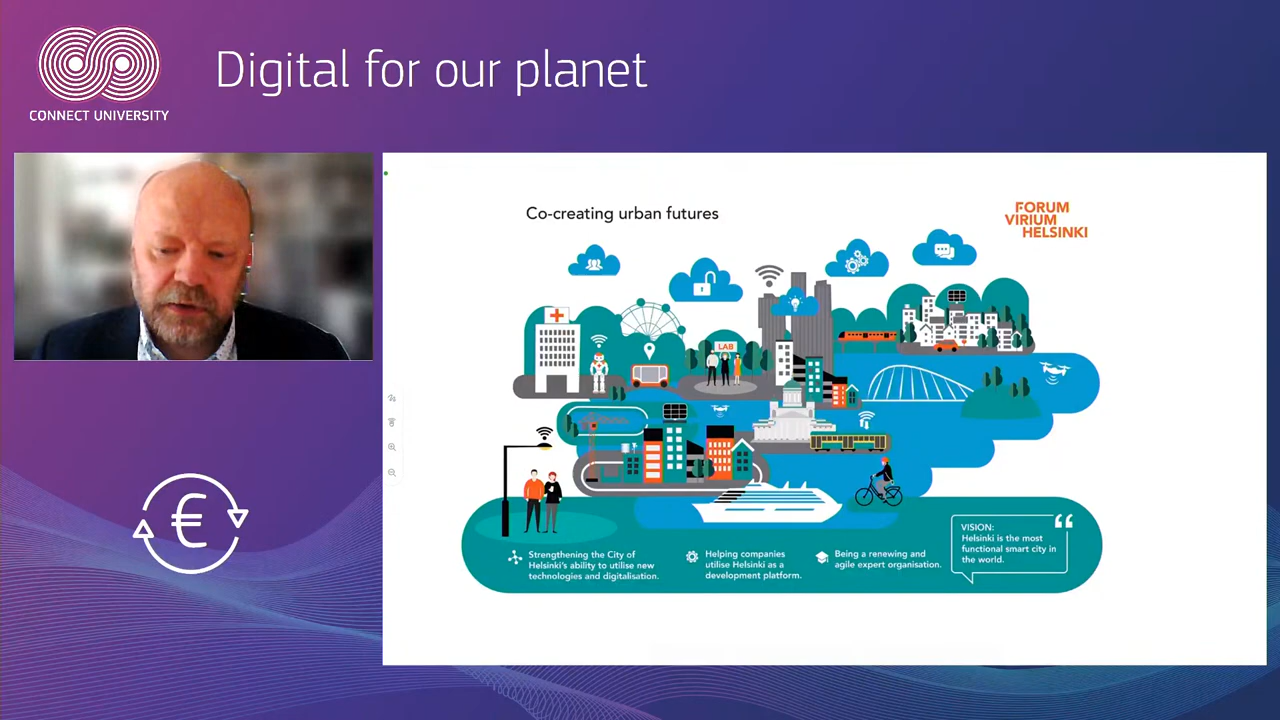 CONNECT UNIVERSITY
Digital for our planet
Co-creating urban futures
FORUM
VIRIUM
HELSINKI
LAB
€
Strengthening the City of
Helsinki's ability to utilise new
technologies and digitalisation.
Helping companies
utilise Helsinki as a
development platform.
Being a renewing and
agile expert organisation.
VISION:
Helsinki is the most
functional smart city in
the world.